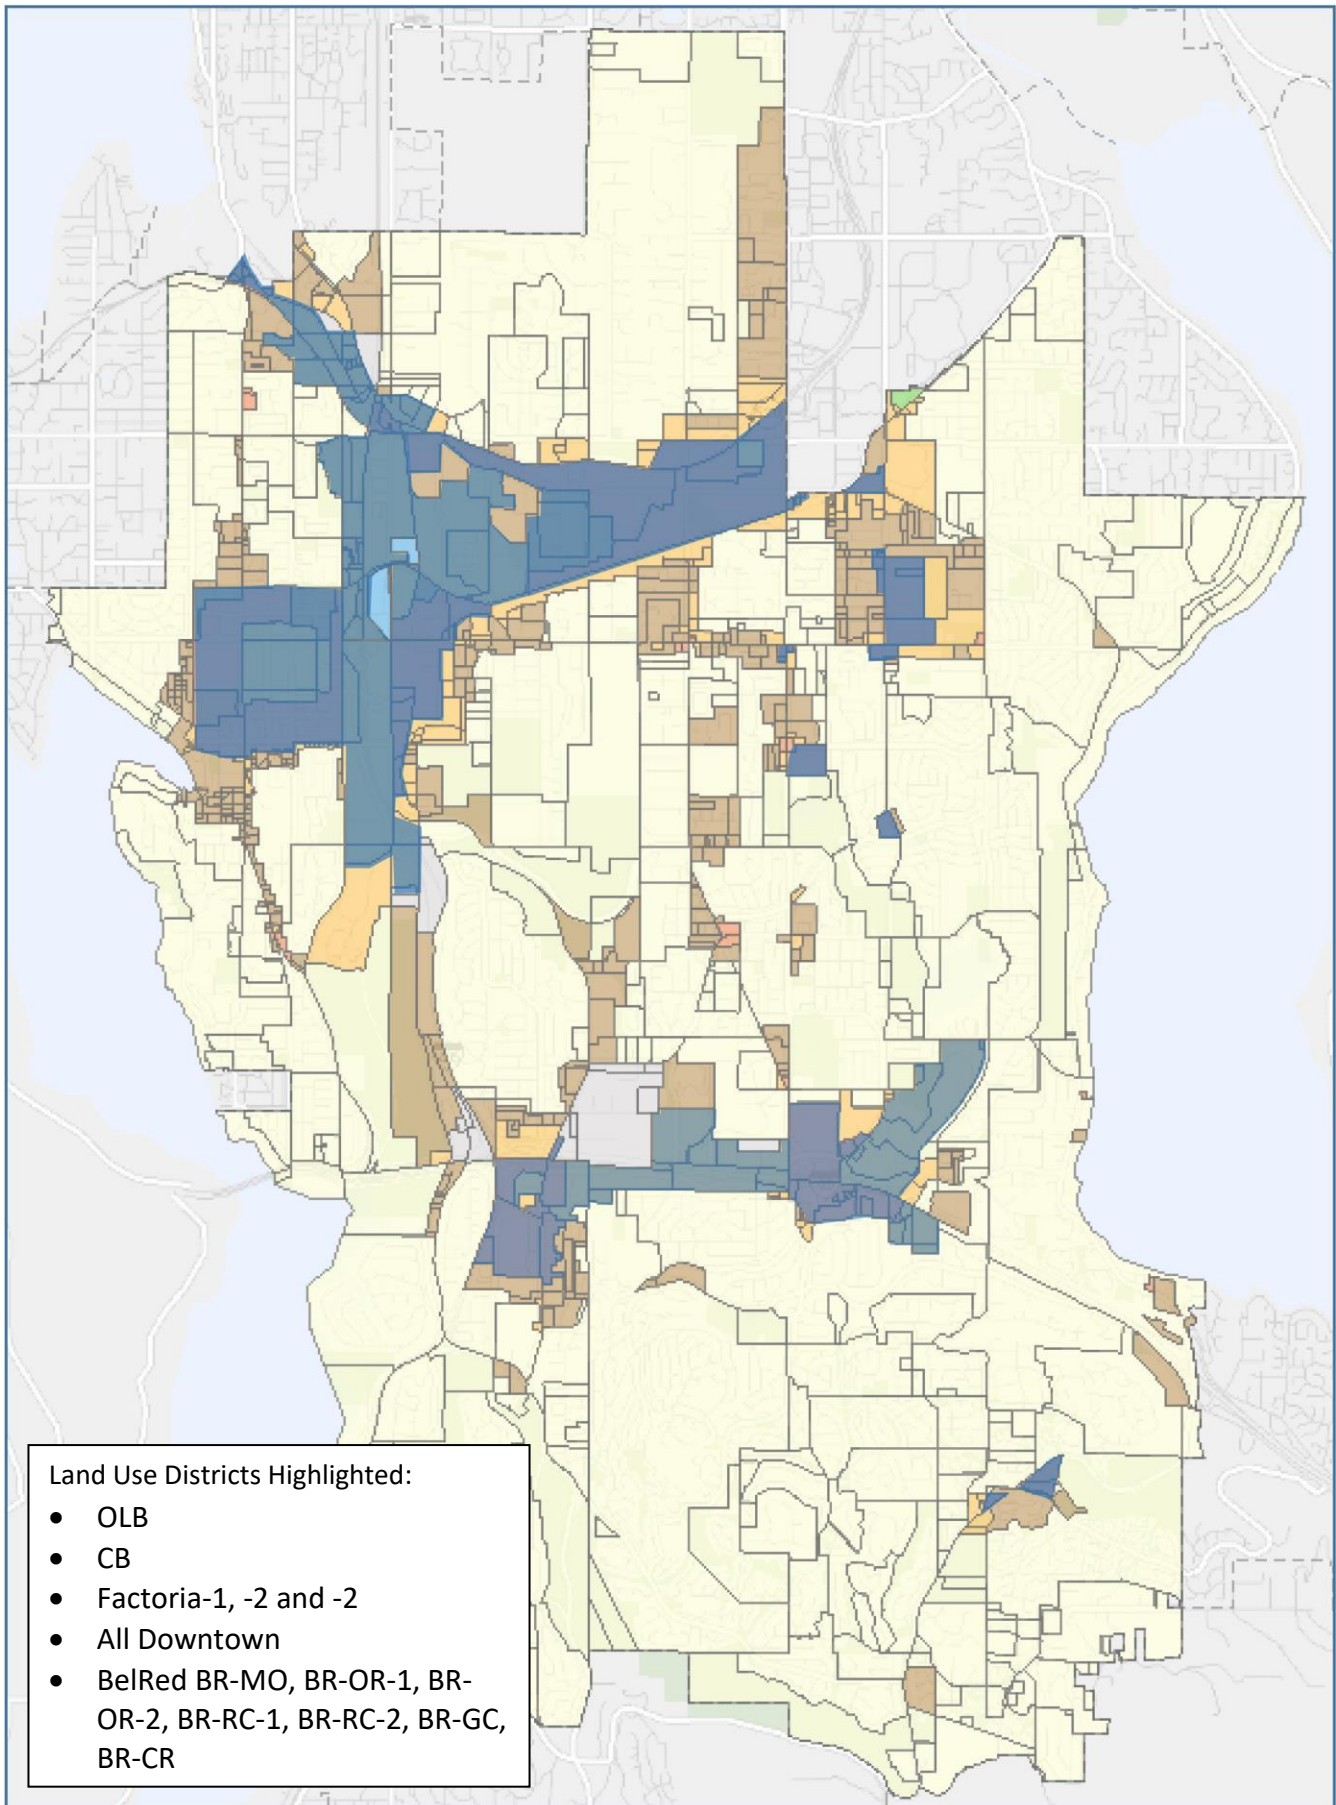 Land Use Districts Highlighted:
• OLB
• CB
• Factoria-1, -2 and -2
• All Downtown
• BelRed BR-MO, BR-OR-1, BR-
OR-2, BR-RC-1, BR-RC-2, BR-GC,
BR-CR